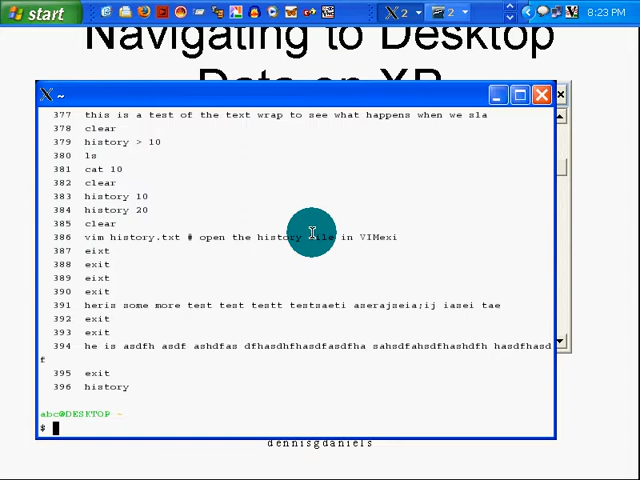 start
2
2
8:23 PM
Navigating to Desktop
Data on XP
~
377 this is a test of the text wrap to see what happens when we sla
378 clear
379 history > 10
380 ls
381 cat 10
382 clear
383 history 10
384 history 20
385 clear
386 vim history.txt # open the history file in VIMexi
387 eixt
388 exit
389 eixt
390 exit
391 heris some more test test testt testsaeti aserajseia;ij iasei tae
392 exit
393 exit
394 he is asdfh asdf ashdfas dfhasdhfhasdfasdfha sahsdfahsdfhashdfh hasdfhasd
f
395 exit
396 history
abc@DESKTOP ~
$
dennisgdaniels